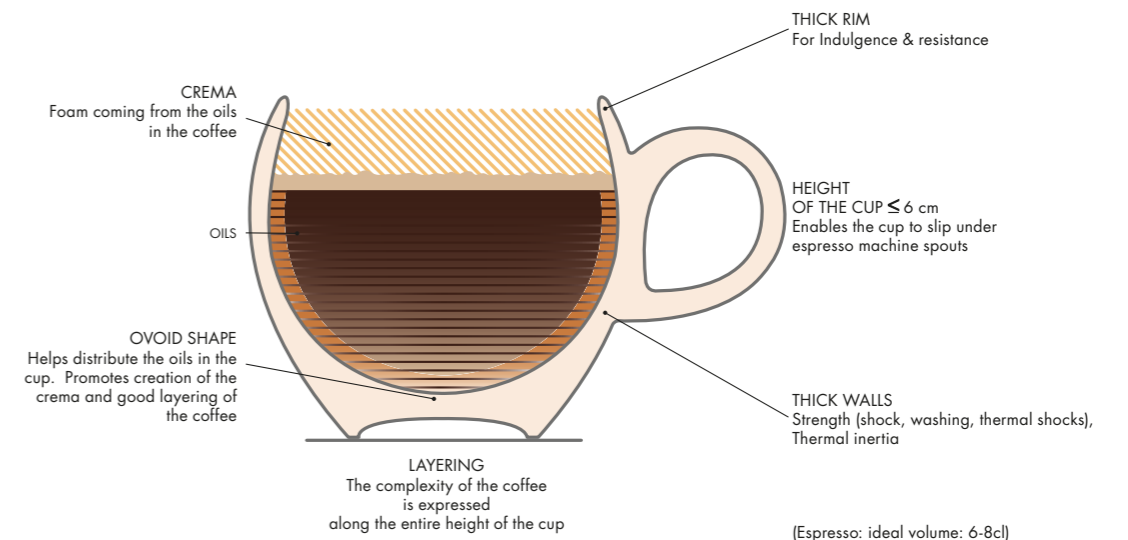 THICK RIM
For Indulgence & resistance
CREMA
Foam coming from the oils
in the coffee
HEIGHT
OF THE CUP ≤ 6 cm
Enables the cup to slip under
espresso machine spouts
OILS
OVOID SHAPE
Helps distribute the oils in the
cup. Promotes creation of the
crema and good layering of
the coffee
THICK WALLS
Strength (shock, washing, thermal shocks),
Thermal inertia
LAYERING
The complexity of the coffee
is expressed
along the entire height of the cup
(Espresso: ideal volume: 6-8cl)